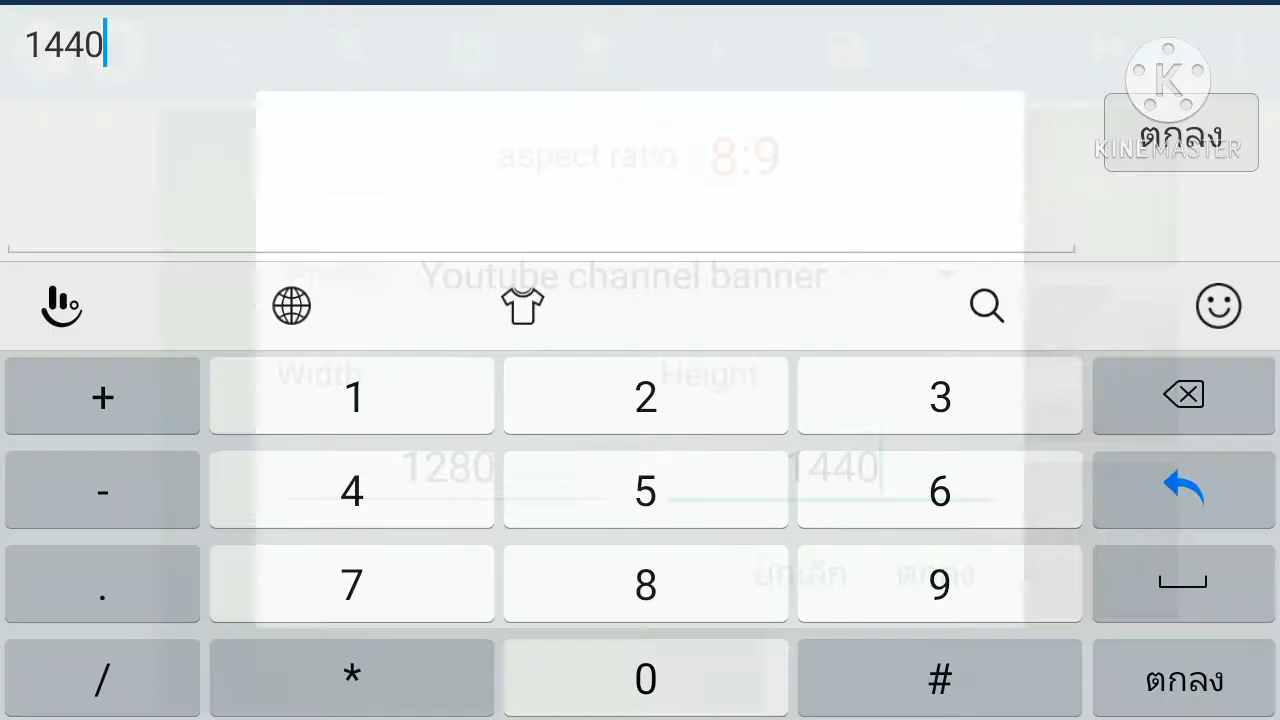 1440
K
ตกลง
KINEMASTER
aspect ratio 8:9
Youtube channel banner
Width Height
1280 1440
ยกเลิก ตกลง
+ 1 2 3
- 4 5 6
. 7 8 9
/ * 0 # ตกลง